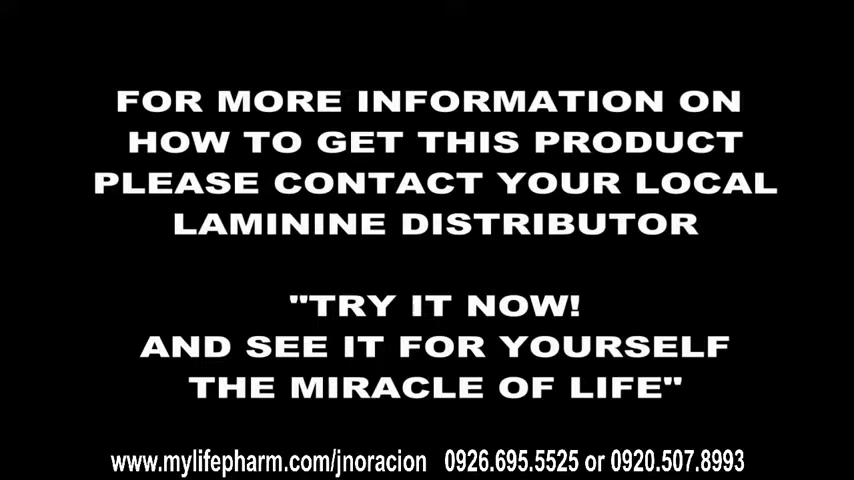 FOR MORE INFORMATION ON
HOW TO GET THIS PRODUCT
PLEASE CONTACT YOUR LOCAL
LAMININE DISTRIBUTOR
"TRY IT NOW!
AND SEE IT FOR YOURSELF
THE MIRACLE OF LIFE"
www.mylifepharm.com/jnoracion 0926.695.5525 or 0920.507.8993